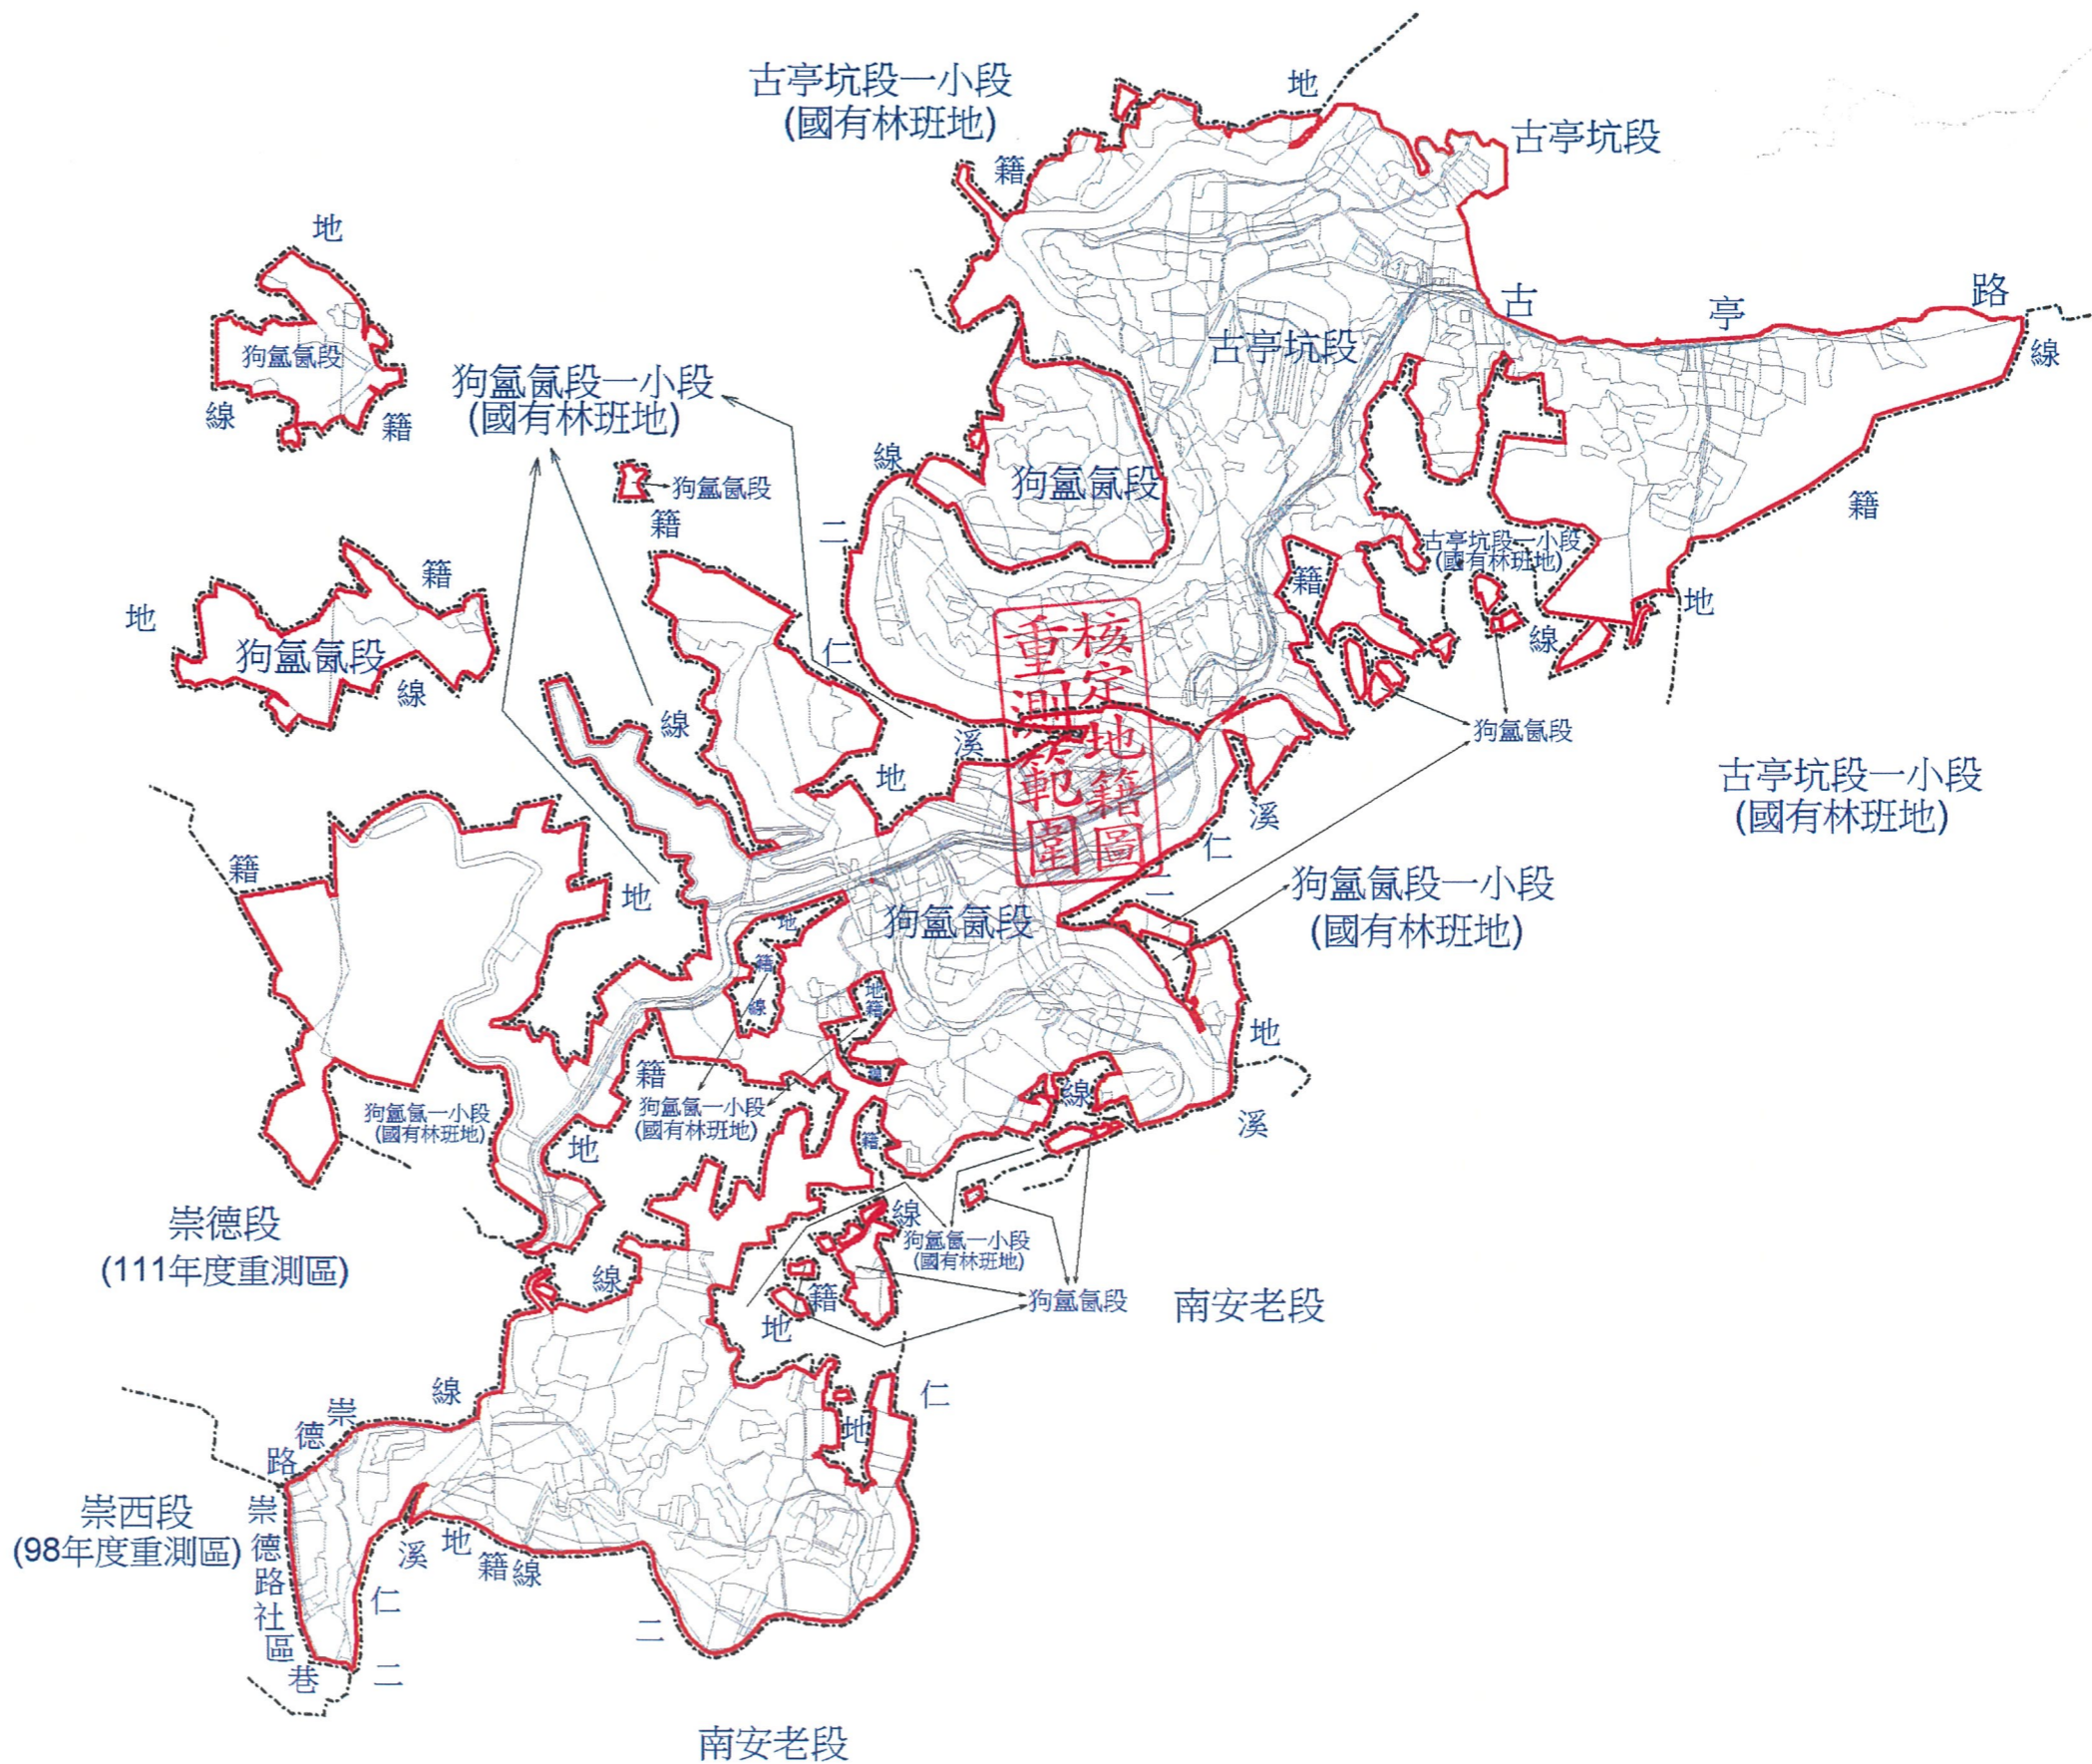 古亭坑段一小段
(國有林班地)
地
籍
古亭坑段
古亭路
線
籍
地
線
古亭坑段
地
狗氳氤段
線
籍
狗氳氤段一小段
(國有林班地)
狗氳氤段
籍
狗氳氤段
線
二
仁
溪
地
古亭坑段一小段
(國有林班地)
籍
狗氳氤段
古亭坑段一小段
(國有林班地)
地
籍
狗氳氤段
線
線
地
核定地籍圖
重測範圍
溪
仁
二
狗氳氤段一小段
(國有林班地)
籍
地
狗氳氤段
地
籍
線
地
籍
線
籍
地
線
溪
狗氳氤一小段
(國有林班地)
籍
狗氳氤一小段
(國有林班地)
地
籍
崇德段
(111年度重測區)
線
線
狗氳氤一小段
(國有林班地)
籍
地
狗氳氤段
南安老段
線
仁
地
崇德路
崇西段
(98年度重測區)
崇德路社區巷
溪
地
籍
線
仁
二
二
南安老段